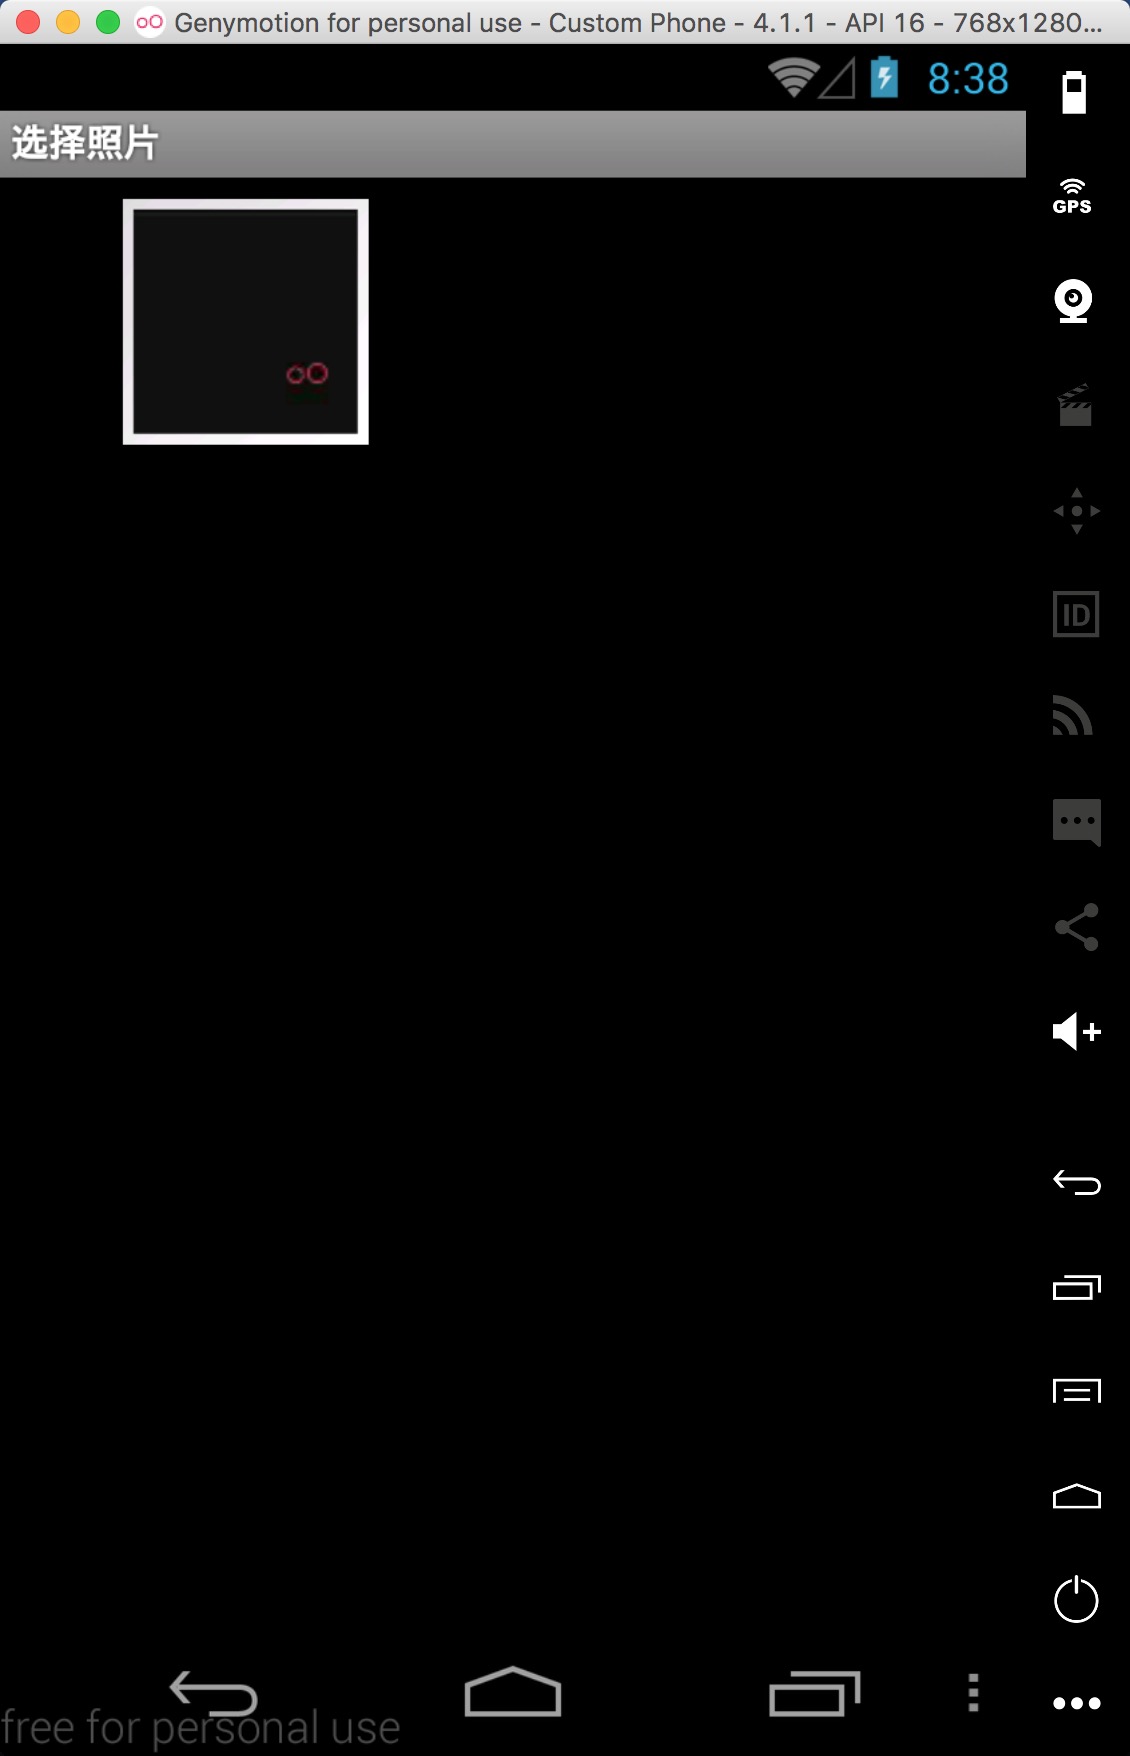 Genymotion for personal use - Custom Phone - 4.1.1 - API 16 - 768x1280...
8:38
选择照片
GPS
ID
free for personal use